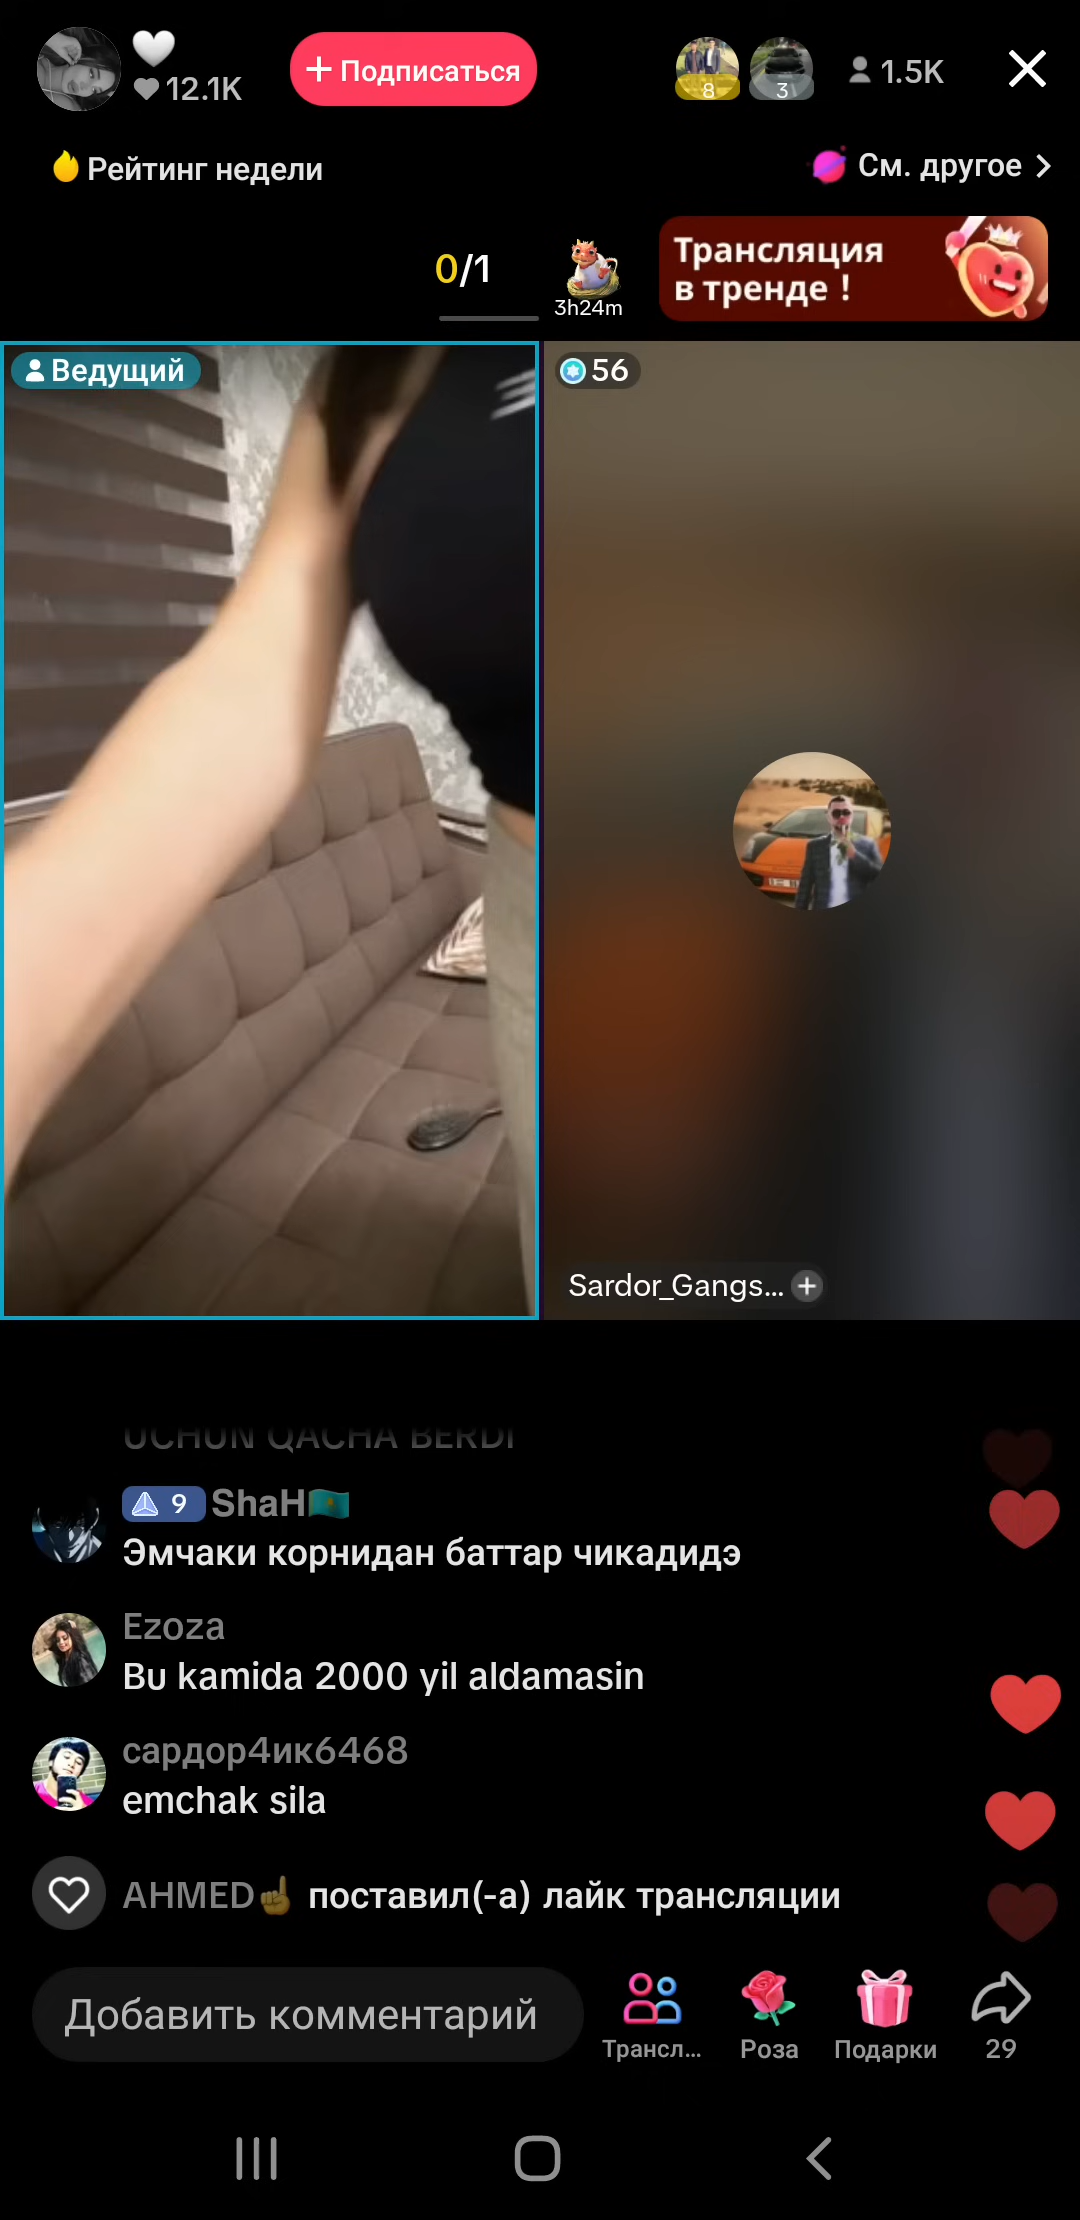 🤍
12.1K
+ Подписаться
8
3
1.5K
Рейтинг недели
См. другое
0/1
3h24m
Трансляция
в тренде !
Ведущий
56
Sardor_Gangs...
UCHUN QACHA BERDI
9 ShaH🇰🇿
Эмчаки корнидан баттар чикадидэ
Ezoza
Bu kamida 2000 yil aldamasin
сардор4ик6468
emchak sila
AHMED☝ поставил(-а) лайк трансляции
Добавить комментарий
Трансл...
Роза
Подарки
29